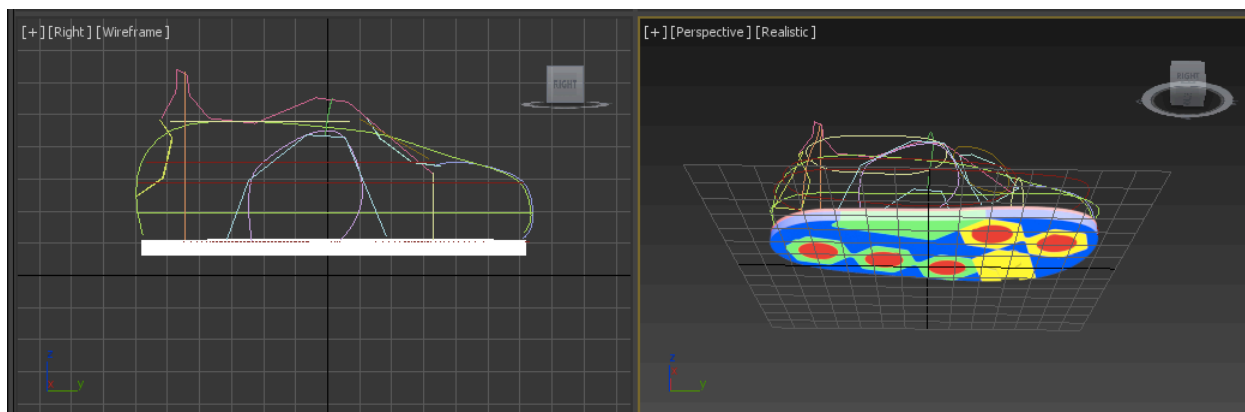 [+] [Right] [Wireframe]
RIGHT
z
x
y
[+] [Perspective] [Realistic]
RIGHT
z
x
y